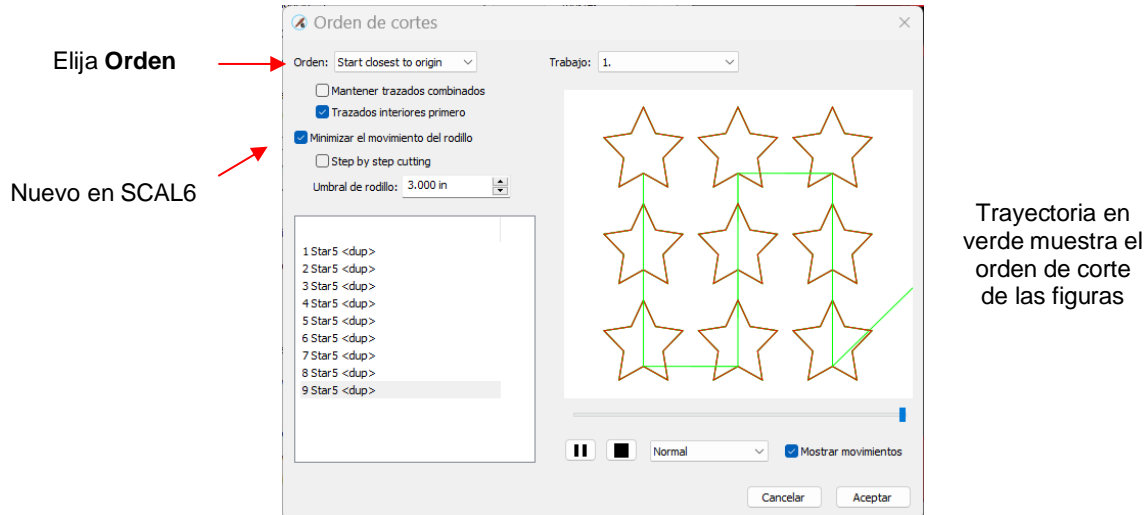 Orden de cortes
Elija Orden
Orden: Start closest to origin
Trabajo: 1.
Mantener trazados combinados
Trazados interiores primero
Minimizar el movimiento del rodillo
Step by step cutting
Umbral de rodillo: 3.000 in
Nuevo en SCAL6
1 Star5 <dup>
2 Star5 <dup>
3 Star5 <dup>
4 Star5 <dup>
5 Star5 <dup>
6 Star5 <dup>
7 Star5 <dup>
8 Star5 <dup>
9 Star5 <dup>
Trayectoria en
verde muestra el
orden de corte
de las figuras
Normal
Mostrar movimientos
Cancelar
Aceptar